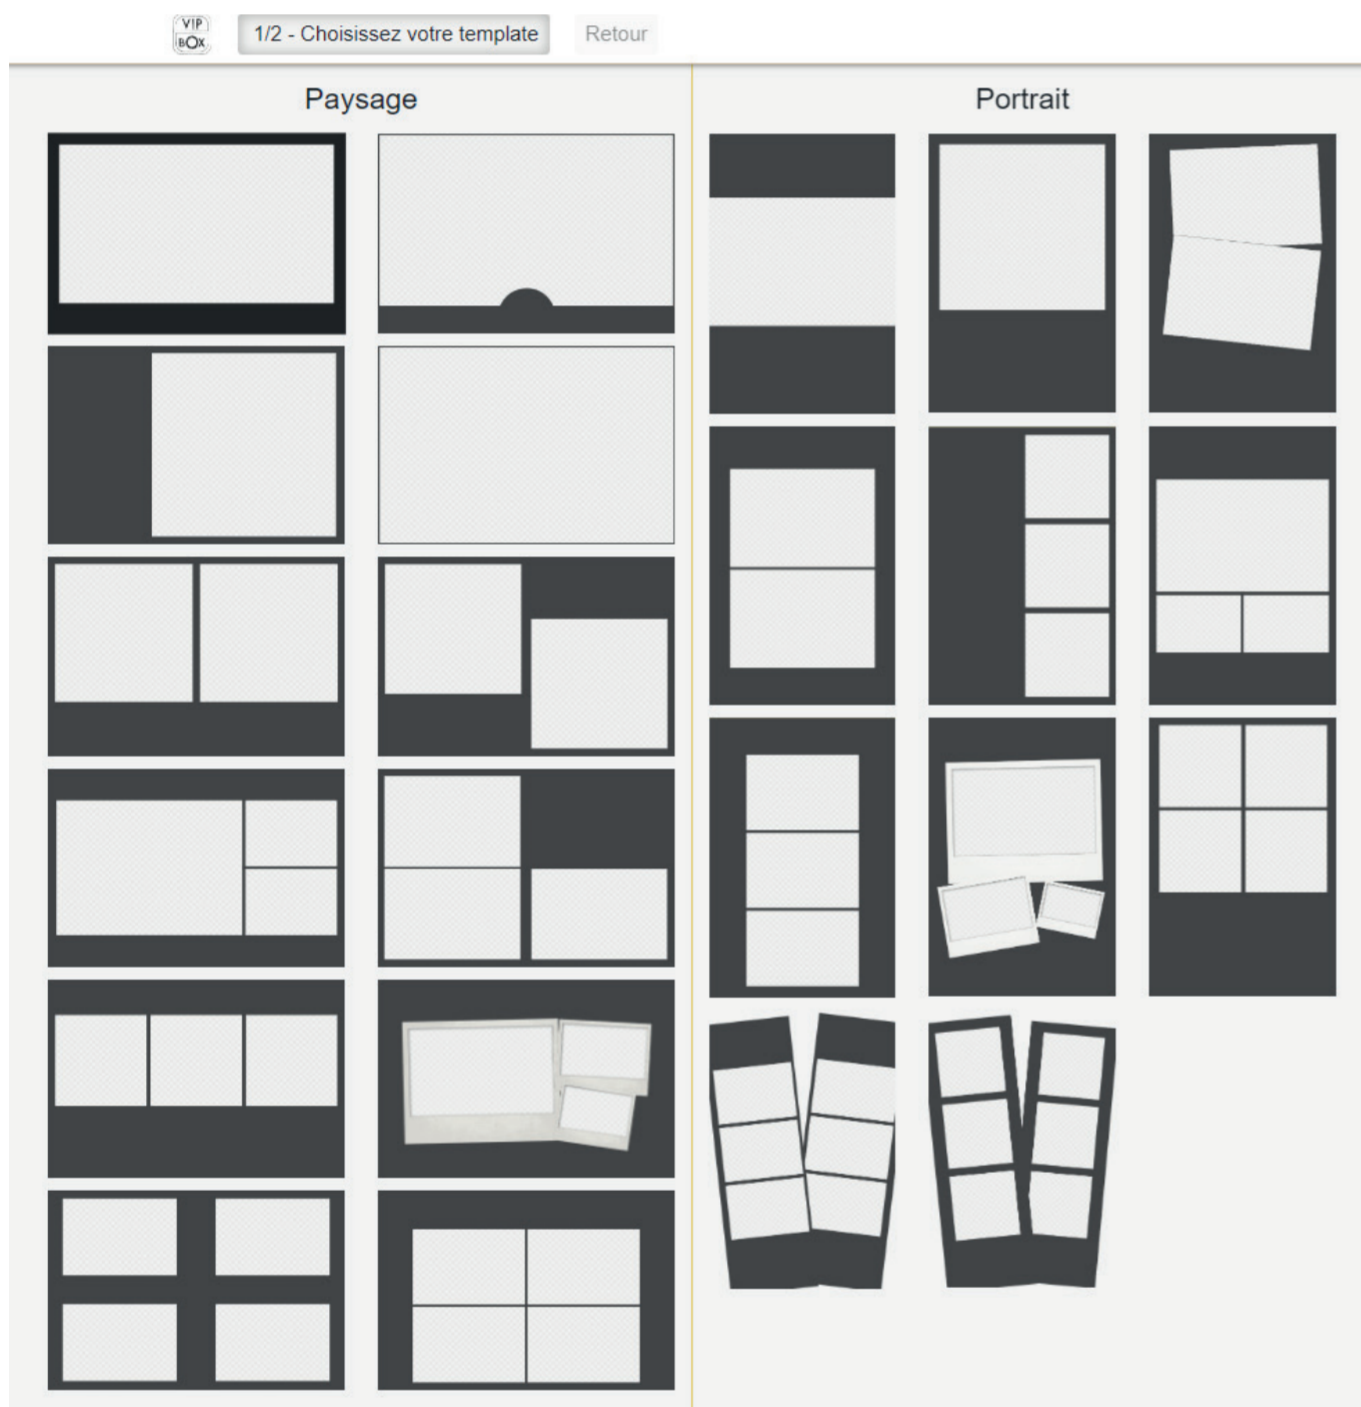 VIP
BOX
1/2 - Choisissez votre template
Retour
Paysage
Portrait